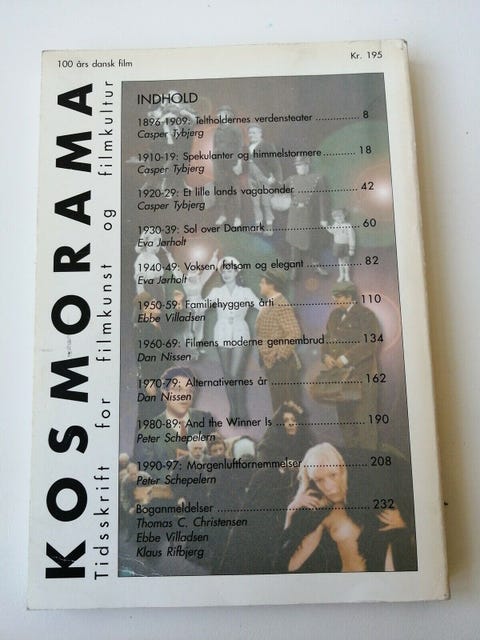 100 års dansk film
Kr. 195
KOSMORAMA
Tidsskrift for filmkunst og filmkultur
INDHOLD
1896-1909: Teltholdernes verdensteater .............. 8
Casper Tybjerg
1910-19: Spekulanter og himmelstormere.......... 18
Casper Tybjerg
1920-29: Et lille lands vagabonder ................... 42
Casper Tybjerg
1930-39: Sol over Danmark............................. 60
Eva Jørholt
1940-49: Voksen, følsom og elegant ................ 82
Eva Jørholt
1950-59: Familiehyggens årti ........................ 110
Ebbe Villadsen
1960-69: Filmens moderne gennembrud........... 134
Dan Nissen
1970-79: Alternativernes år .......................... 162
Dan Nissen
1980-89: And the Winner Is ... ..................... 190
Peter Schepelern
1990-97: Morgenluftfornemmelser.................. 208
Peter Schepelern
Boganmeldelser ............................................ 232
Thomas C. Christensen
Ebbe Villadsen
Klaus Rifbjerg